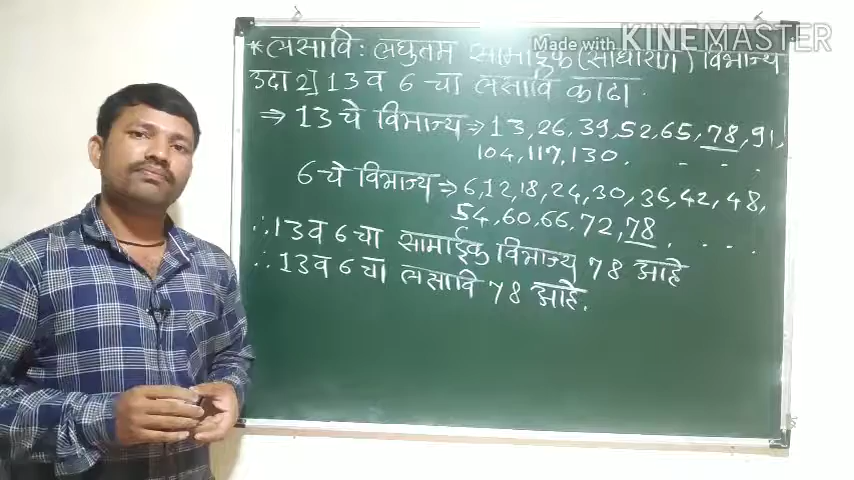 * लसावि : लघुतम सामाईक (साधारण) विभाज्य
Made with KINEMASTER
उदा 2] 13 व 6 चा लसावि काढा.
⇒ 13 चे विभाज्य ⇒ 13, 26, 39, 52, 65, 78, 91,
104, 117, 130, . . .
6 चे विभाज्य ⇒ 6, 12, 18, 24, 30, 36, 42, 48,
54, 60, 66, 72, 78, . . . .
∴ 13 व 6 चा सामाईक विभाज्य 78 आहे
∴ 13 व 6 चा लसावि 78 आहे.